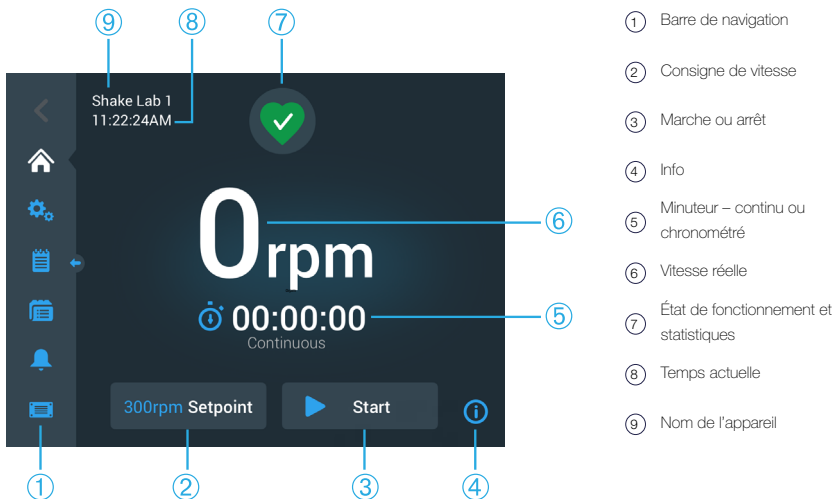 ⑨
⑧
⑦
Shake Lab 1
11:22:24AM
0rpm
⑥
00:00:00
⑤
Continuous
300rpm Setpoint
Start
①
②
③
④
① Barre de navigation
② Consigne de vitesse
③ Marche ou arrêt
④ Info
⑤ Minuteur – continu ou
chronométré
⑥ Vitesse réelle
⑦ État de fonctionnement et
statistiques
⑧ Temps actuelle
⑨ Nom de l'appareil